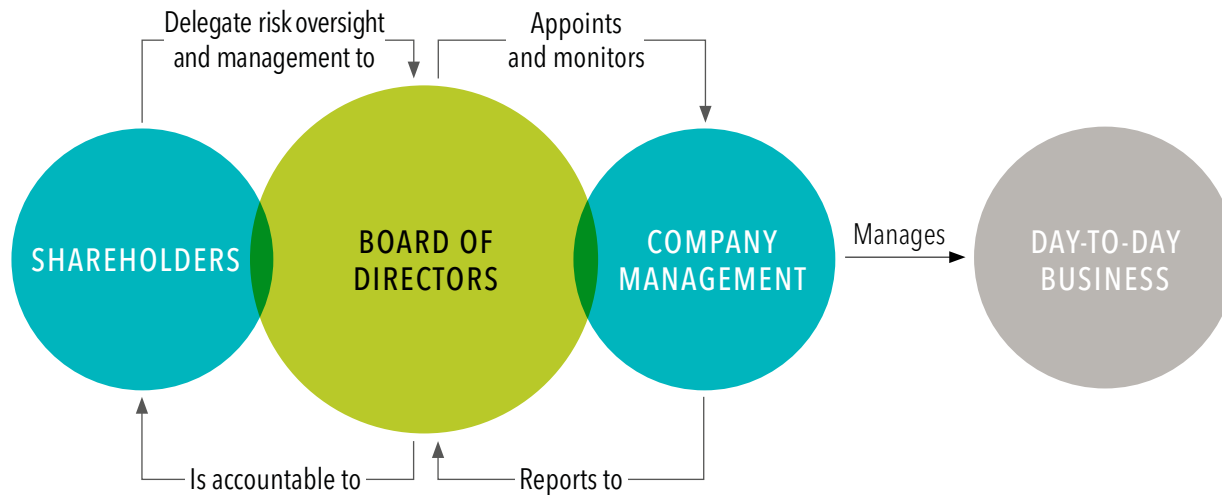 Delegate risk oversight
and management to
Appoints
and monitors
SHAREHOLDERS
BOARD OF
DIRECTORS
COMPANY
MANAGEMENT
Manages
DAY-TO-DAY
BUSINESS
Is accountable to
Reports to